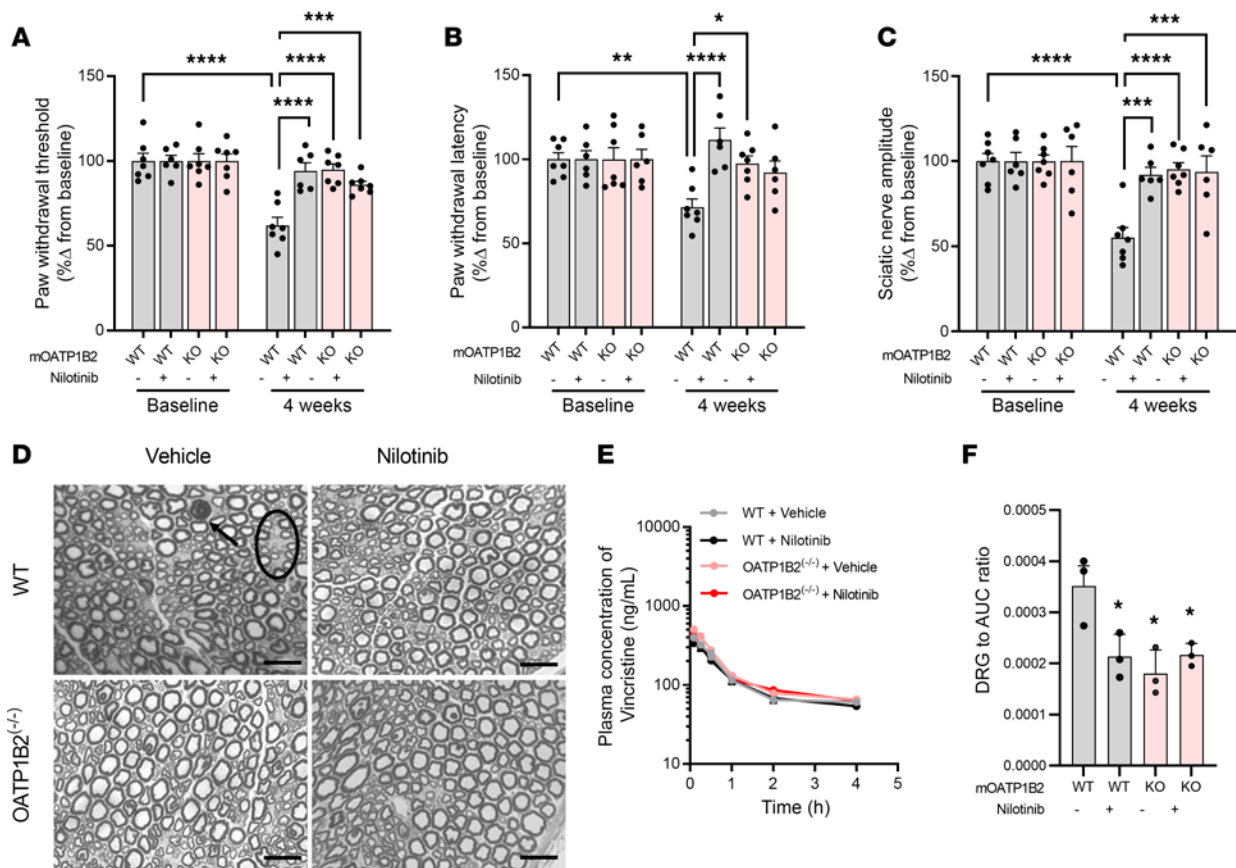 A
Paw withdrawal threshold
(%Δ from baseline)
150
100
50
0
**** **** **** ***
WT WT KO KO WT WT KO KO
mOATP1B2
Nilotinib - + - + - + - +
Baseline 4 weeks
B
Paw withdrawal latency
(%Δ from baseline)
150
100
50
0
** **** *
WT WT KO KO WT WT KO KO
mOATP1B2
Nilotinib - + - + - + - +
Baseline 4 weeks
C
Sciatic nerve amplitude
(%Δ from baseline)
150
100
50
0
**** *** **** ***
WT WT KO KO WT WT KO KO
mOATP1B2
Nilotinib - + - + - + - +
Baseline 4 weeks
D
Vehicle Nilotinib
WT
OATP1B2(-/-)
E
WT + Vehicle
WT + Nilotinib
OATP1B2(-/-) + Vehicle
OATP1B2(-/-) + Nilotinib
Plasma concentration of
Vincristine (ng/mL)
10000
1000
100
10
0 1 2 3 4 5
Time (h)
F
DRG to AUC ratio
0.0005
0.0004
0.0003
0.0002
0.0001
0.0000
* * *
mOATP1B2 WT WT KO KO
Nilotinib - + - +